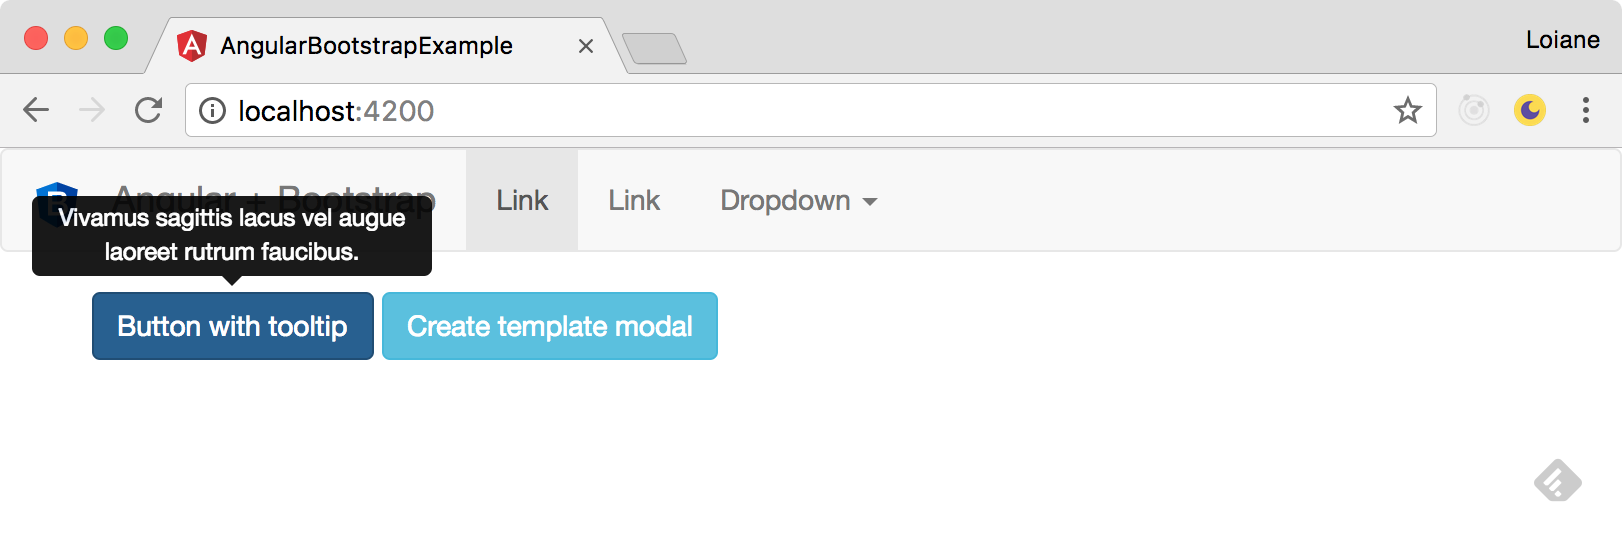 AngularBootstrapExample
Loiane
localhost:4200
Angular + Bootstrap
Link
Link
Dropdown
Vivamus sagittis lacus vel augue
laoreet rutrum faucibus.
Button with tooltip
Create template modal